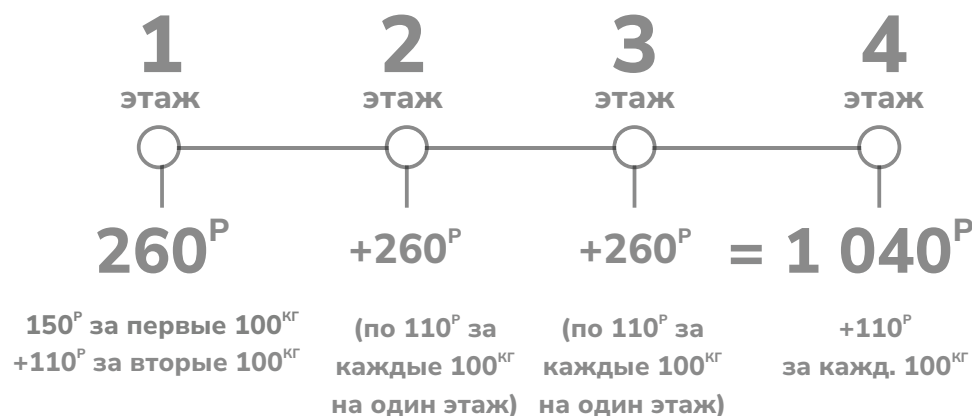 1
этаж
2
этаж
3
этаж
4
этаж
260Р
+260Р
+260Р
= 1 040Р
150Р за первые 100КГ
+110Р за вторые 100КГ
(по 110Р за
каждые 100КГ
на один этаж)
(по 110Р за
каждые 100КГ
на один этаж)
+110Р
за кажд. 100КГ